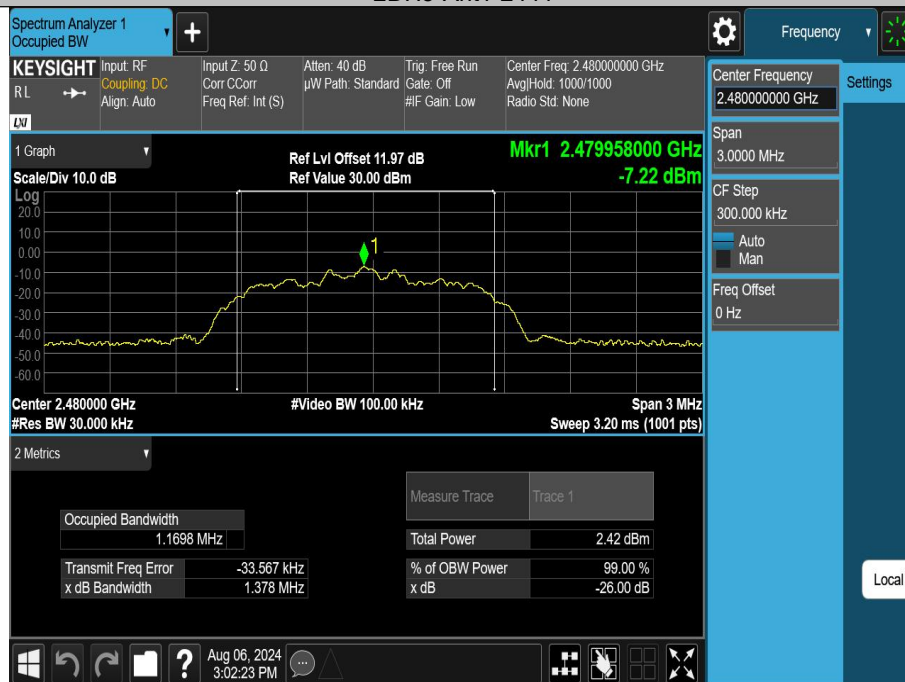 Spectrum Analyzer 1
Occupied BW
Frequency
KEYSIGHT
RL
LXI
Input: RF
Coupling: DC
Align: Auto
Input Z: 50 Ω
Corr CCorr
Freq Ref: Int (S)
Atten: 40 dB
µW Path: Standard
Trig: Free Run
Gate: Off
#IF Gain: Low
Center Freq: 2.480000000 GHz
Avg|Hold: 1000/1000
Radio Std: None
Center Frequency
2.480000000 GHz
Settings
Span
3.0000 MHz
CF Step
300.000 kHz
Auto
Man
Freq Offset
0 Hz
Local
1 Graph
Scale/Div 10.0 dB
Ref Lvl Offset 11.97 dB
Ref Value 30.00 dBm
Mkr1 2.479958000 GHz
-7.22 dBm
Log
20.0
10.0
0.00
-10.0
-20.0
-30.0
-40.0
-50.0
-60.0
1
Center 2.480000 GHz
#Video BW 100.00 kHz
Span 3 MHz
#Res BW 30.000 kHz
Sweep 3.20 ms (1001 pts)
2 Metrics
Measure Trace
Trace 1
Occupied Bandwidth
1.1698 MHz
Total Power
2.42 dBm
Transmit Freq Error
-33.567 kHz
% of OBW Power
99.00 %
x dB Bandwidth
1.378 MHz
x dB
-26.00 dB
?
Aug 06, 2024
3:02:23 PM